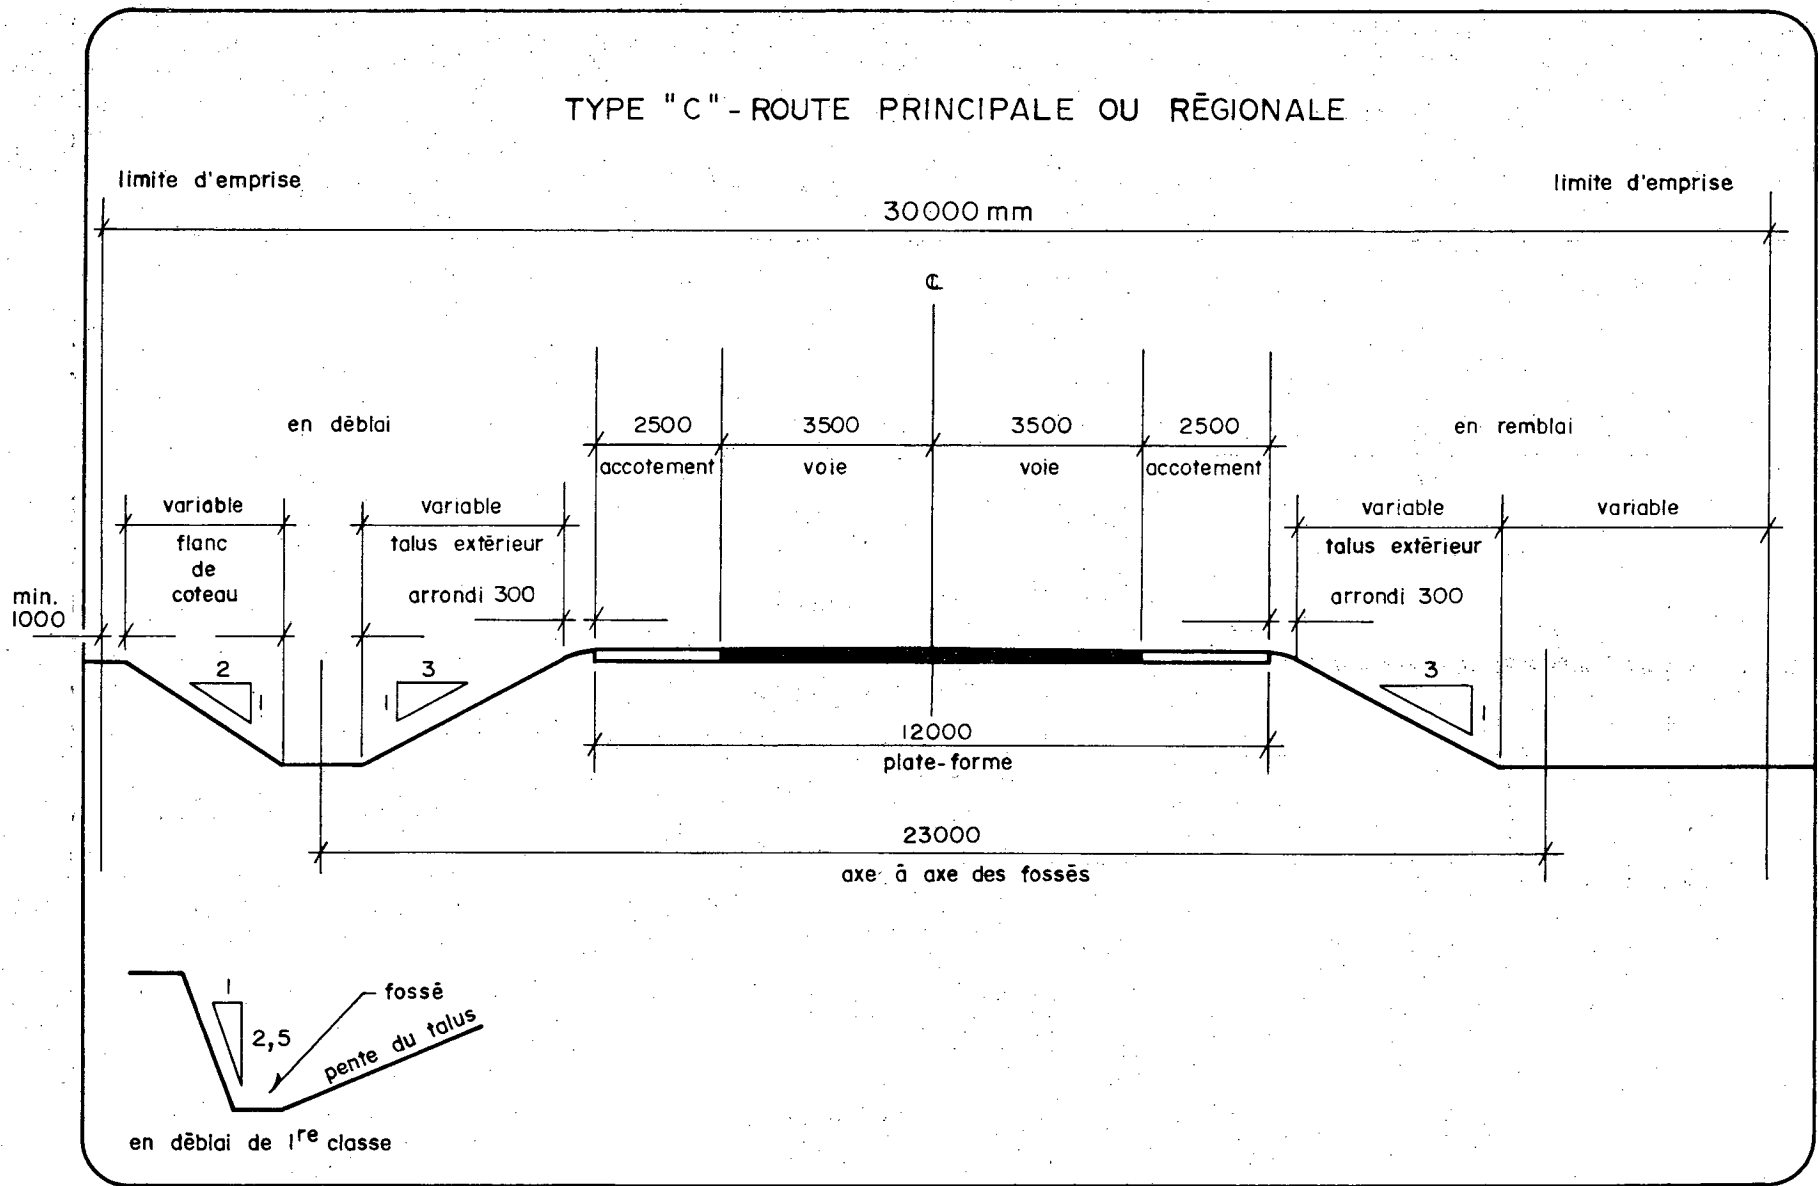 TYPE "C" - ROUTE PRINCIPALE OU RÉGIONALE
limite d'emprise
limite d'emprise
30000 mm
℄
en déblai
2500
3500
3500
2500
en remblai
accotement
voie
voie
accotement
variable
variable
variable
variable
flanc
de
coteau
talus extérieur
talus extérieur
min.
1000
arrondi 300
arrondi 300
2
1
3
1
3
1
12000
plate-forme
23000
axe à axe des fossés
1
2,5
fossé
pente du talus
en déblai de 1re classe